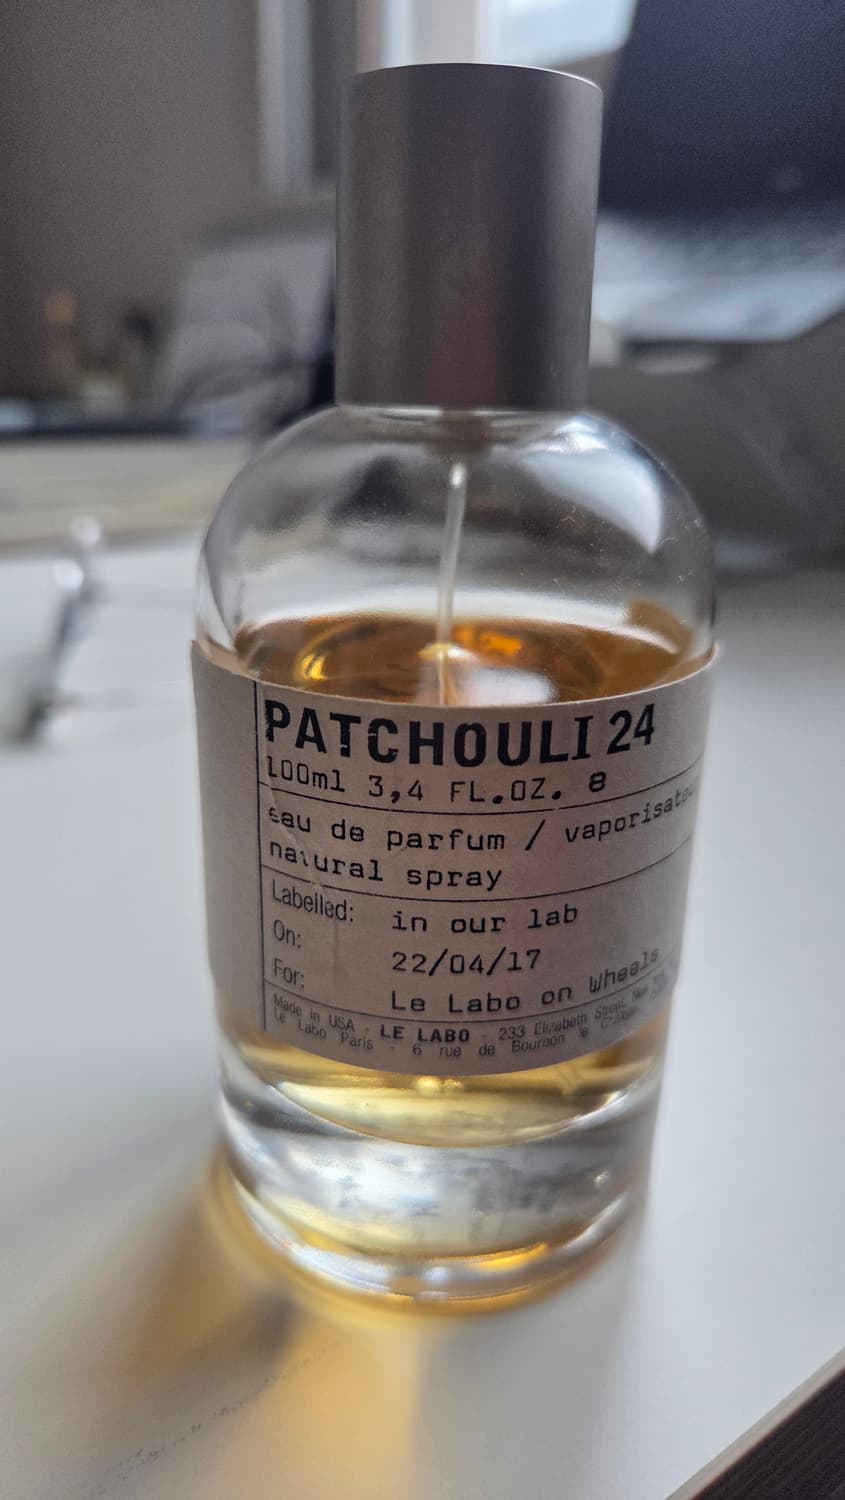 PATCHOULI 24
100ml 3,4 FL.OZ. 8
eau de parfum / vaporisateur
natural spray
Labelled: in our lab
On: 22/04/17
For: Le Labo on Wheels
Made in USA - LE LABO - 233 Elizabeth Street, New
Le Labo Paris - 6 rue de Bourbon le